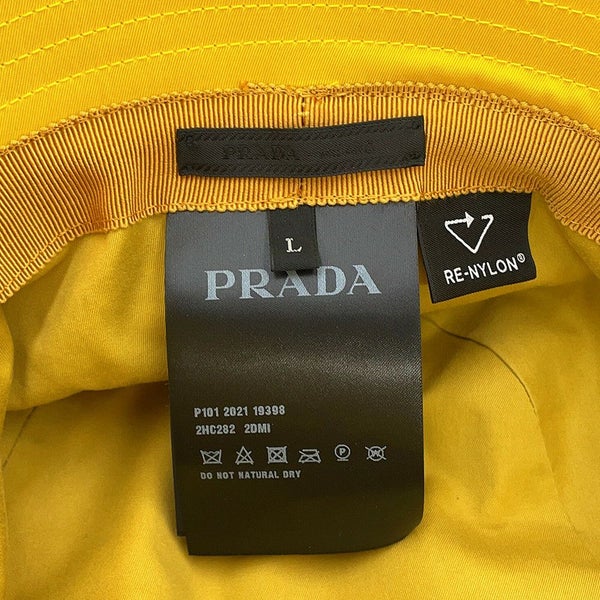 PRADA
L
PRADA
RE-NYLON®
P101 2021 19398
2HC282 2DMI
P W
DO NOT NATURAL DRY